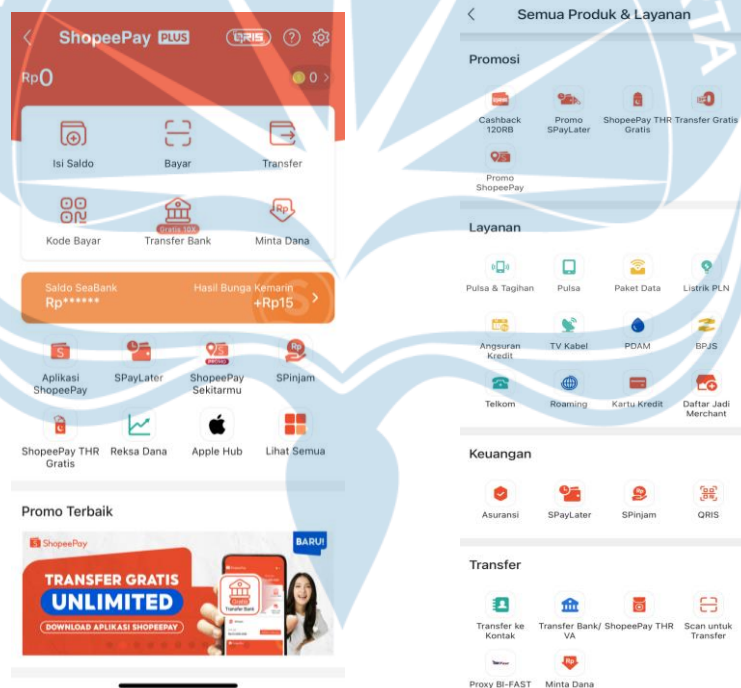 ShopeePay PLUS QRIS ?
Rp0 0 >
Isi Saldo Bayar Transfer
Rp
Gratis 10X
Kode Bayar Transfer Bank Minta Dana
Saldo SeaBank Hasil Bunga Kemarin
Rp****** +Rp15 >
S PROMO Rp
Aplikasi ShopeePay
SPayLater
ShopeePay Sekitarmu
SPinjam
ShopeePay THR Gratis
Reksa Dana
Apple Hub
Lihat Semua
Promo Terbaik
ShopeePay BARU!
TRANSFER GRATIS
UNLIMITED
DOWNLOAD APLIKASI SHOPEEPAY
Gratis
Transfer Bank
Semua Produk & Layanan
Promosi
Cashback 120RB
Promo SPayLater
ShopeePay THR Gratis
Transfer Gratis
Promo ShopeePay
Layanan
Pulsa & Tagihan
Pulsa
Paket Data
Listrik PLN
Angsuran Kredit
TV Kabel
PDAM
BPJS
Telkom
Roaming
Kartu Kredit
Daftar Jadi Merchant
Keuangan
Asuransi
SPayLater
SPinjam
QRIS
Transfer
Transfer ke Kontak
Transfer Bank/ VA
ShopeePay THR
Scan untuk Transfer
Proxy BI-FAST
Minta Dana